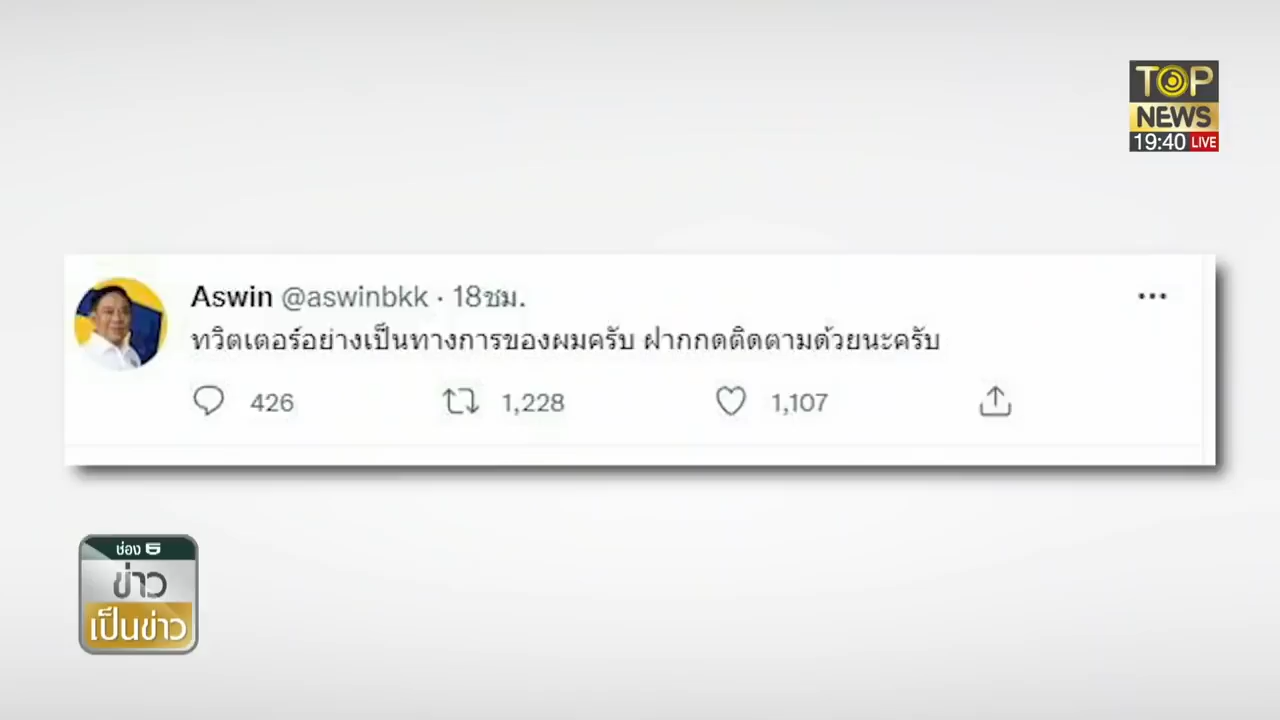 TOP
NEWS
19:40 LIVE
Aswin @aswinbkk · 18ชม.
ทวิตเตอร์อย่างเป็นทางการของผมครับ ฝากกดติดตามด้วยนะครับ
426 1,228 1,107
ช่อง 5
ข่าว
เป็นข่าว